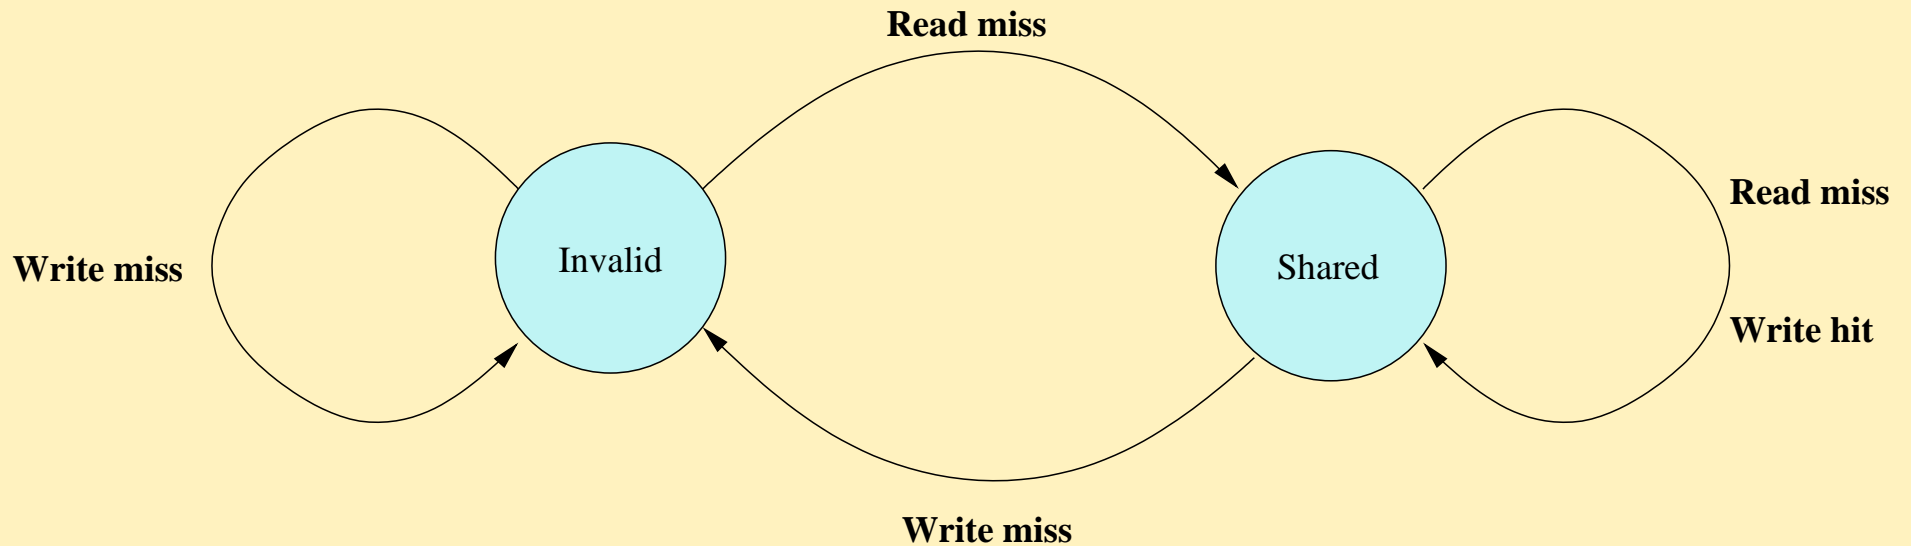 Read miss
Write miss
Invalid
Shared
Read miss
Write hit
Write miss